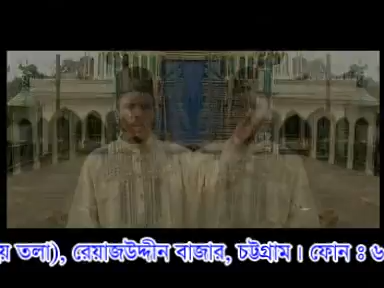 য় তলা), রেয়াজউদ্দীন বাজার, চট্টগ্রাম। ফোন ঃ ৬